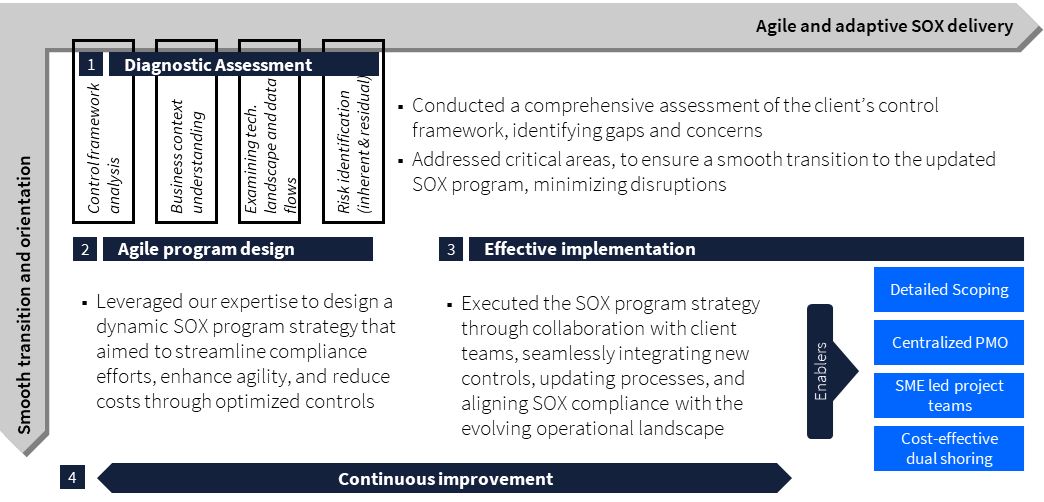 Agile and adaptive SOX delivery
Smooth transition and orientation
1
Diagnostic Assessment
Control framework
analysis
Business context
understanding
Examining tech.
landscape and data
flows
Risk identification
(inherent & residual)
▪ Conducted a comprehensive assessment of the client’s control
framework, identifying gaps and concerns
▪ Addressed critical areas, to ensure a smooth transition to the updated
SOX program, minimizing disruptions
2
Agile program design
▪ Leveraged our expertise to design a
dynamic SOX program strategy that
aimed to streamline compliance
efforts, enhance agility, and reduce
costs through optimized controls
3
Effective implementation
▪ Executed the SOX program strategy
through collaboration with client
teams, seamlessly integrating new
controls, updating processes, and
aligning SOX compliance with the
evolving operational landscape
Enablers
Detailed Scoping
Centralized PMO
SME led project
teams
Cost-effective
dual shoring
4
Continuous improvement